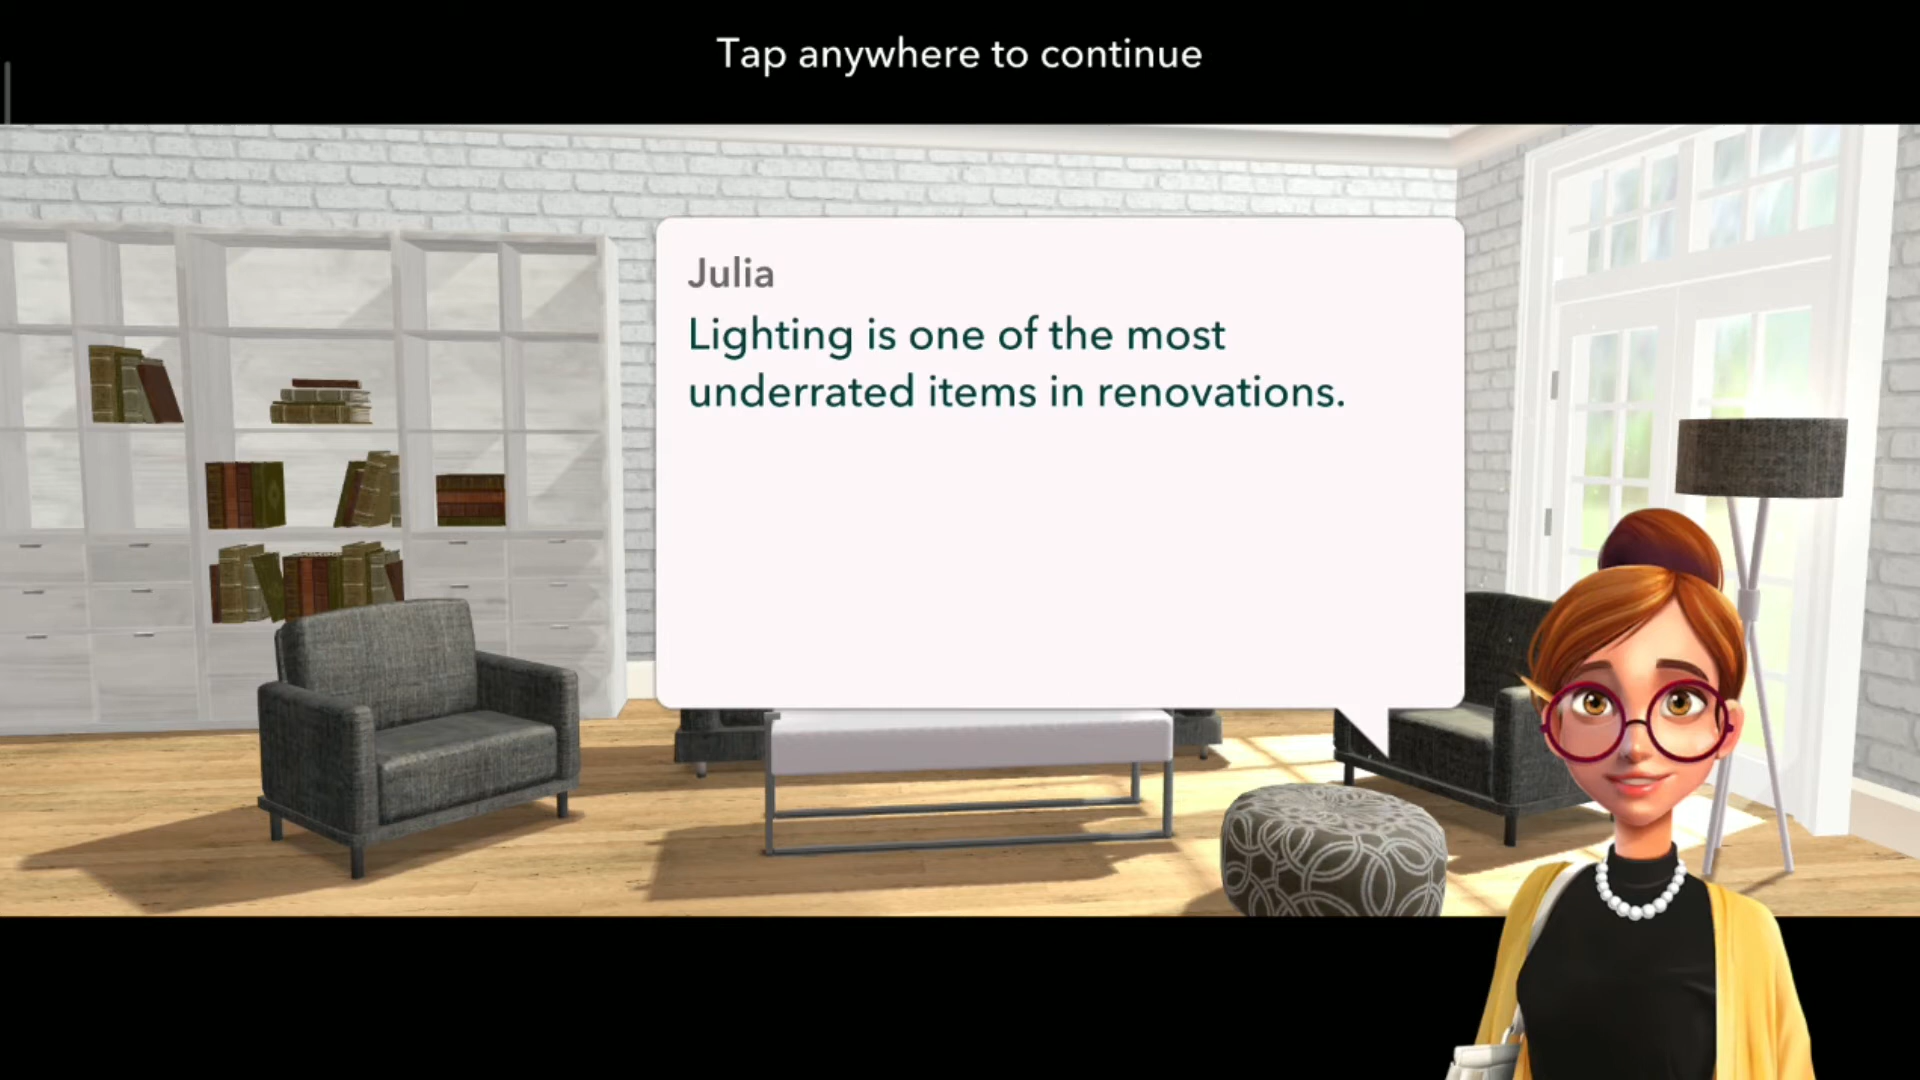 Tap anywhere to continue
Julia
Lighting is one of the most
underrated items in renovations.